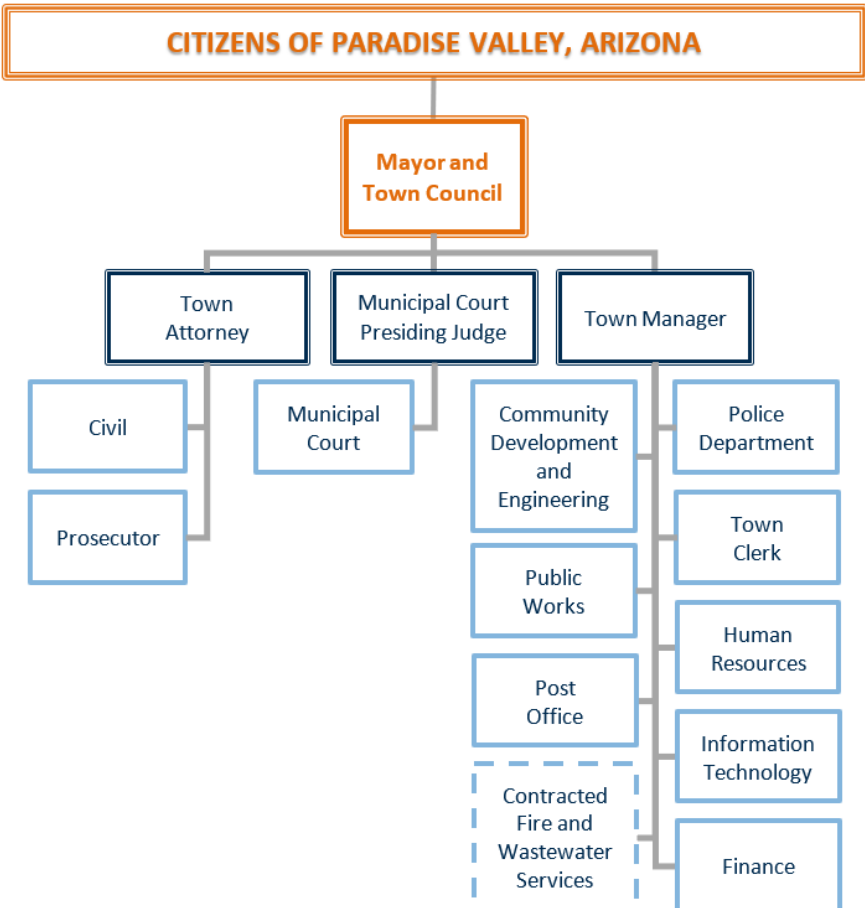 CITIZENS OF PARADISE VALLEY, ARIZONA
Mayor and
Town Council
Town
Attorney
Municipal Court
Presiding Judge
Town Manager
Civil
Prosecutor
Municipal
Court
Community
Development
and
Engineering
Public
Works
Post
Office
Contracted
Fire and
Wastewater
Services
Police
Department
Town
Clerk
Human
Resources
Information
Technology
Finance